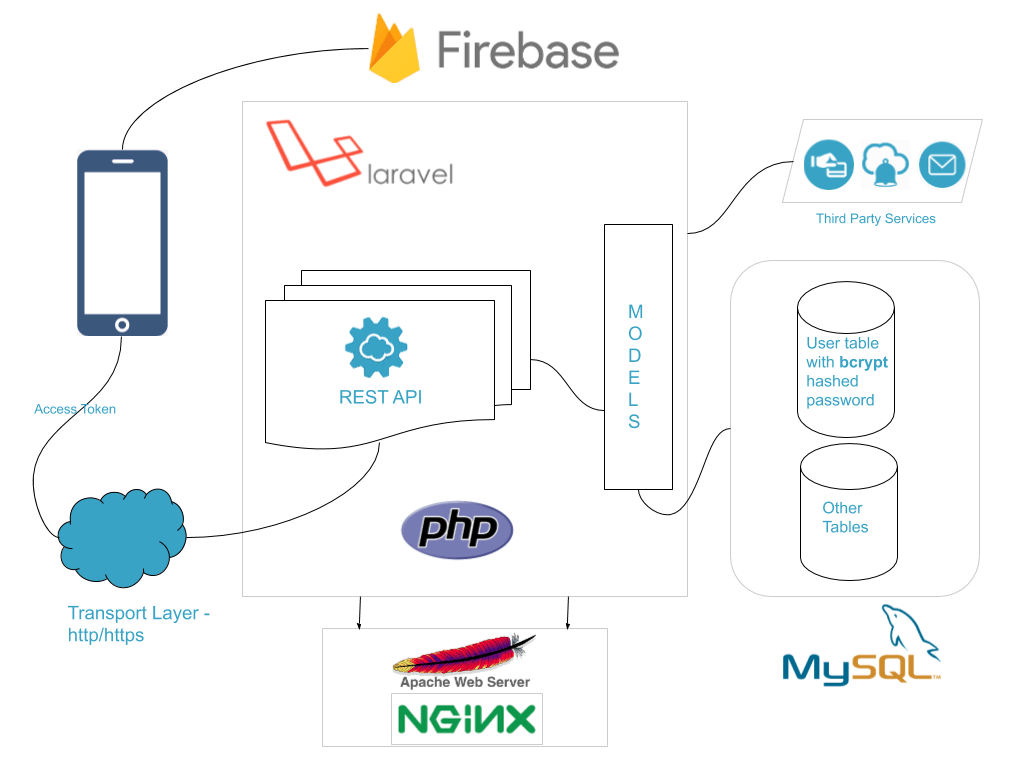 Firebase
laravel
Third Party Services
M
O
D
E
L
S
User table
with bcrypt
hashed
password
REST API
Access Token
Other
Tables
php
Transport Layer -
http/https
Apache Web Server
MySQL
TM
NGiNX